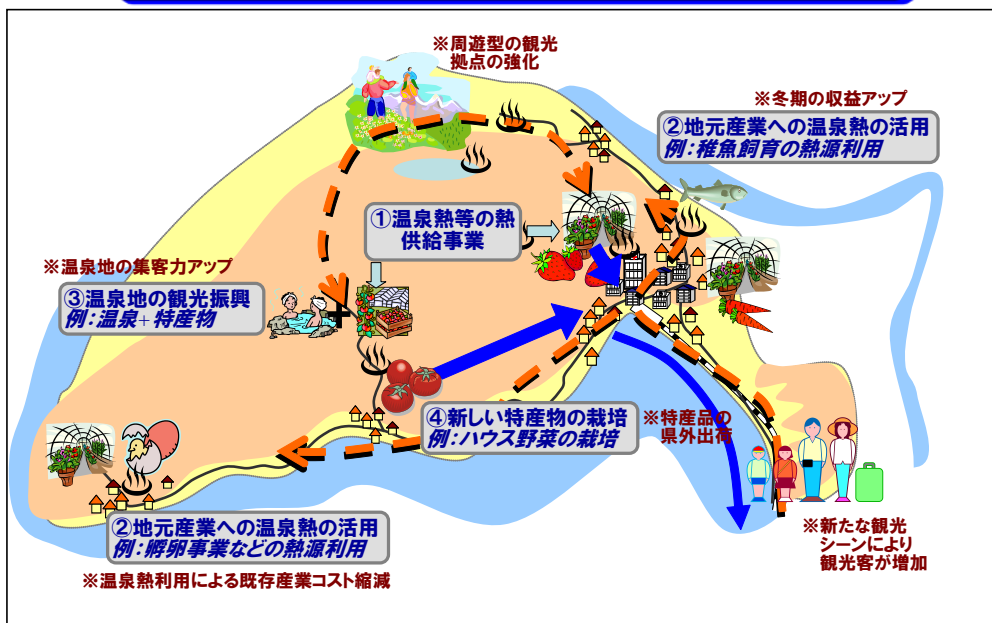 ※周遊型の観光
拠点の強化
※冬期の収益アップ
②地元産業への温泉熱の活用
例：稚魚飼育の熱源利用
①温泉熱等の熱
供給事業
※温泉地の集客力アップ
③温泉地の観光振興
例：温泉+特産物
④新しい特産物の栽培
例：ハウス野菜の栽培
※特産品の
県外出荷
②地元産業への温泉熱の活用
例：孵卵事業などの熱源利用
※温泉熱利用による既存産業コスト縮減
※新たな観光
シーンにより
観光客が増加